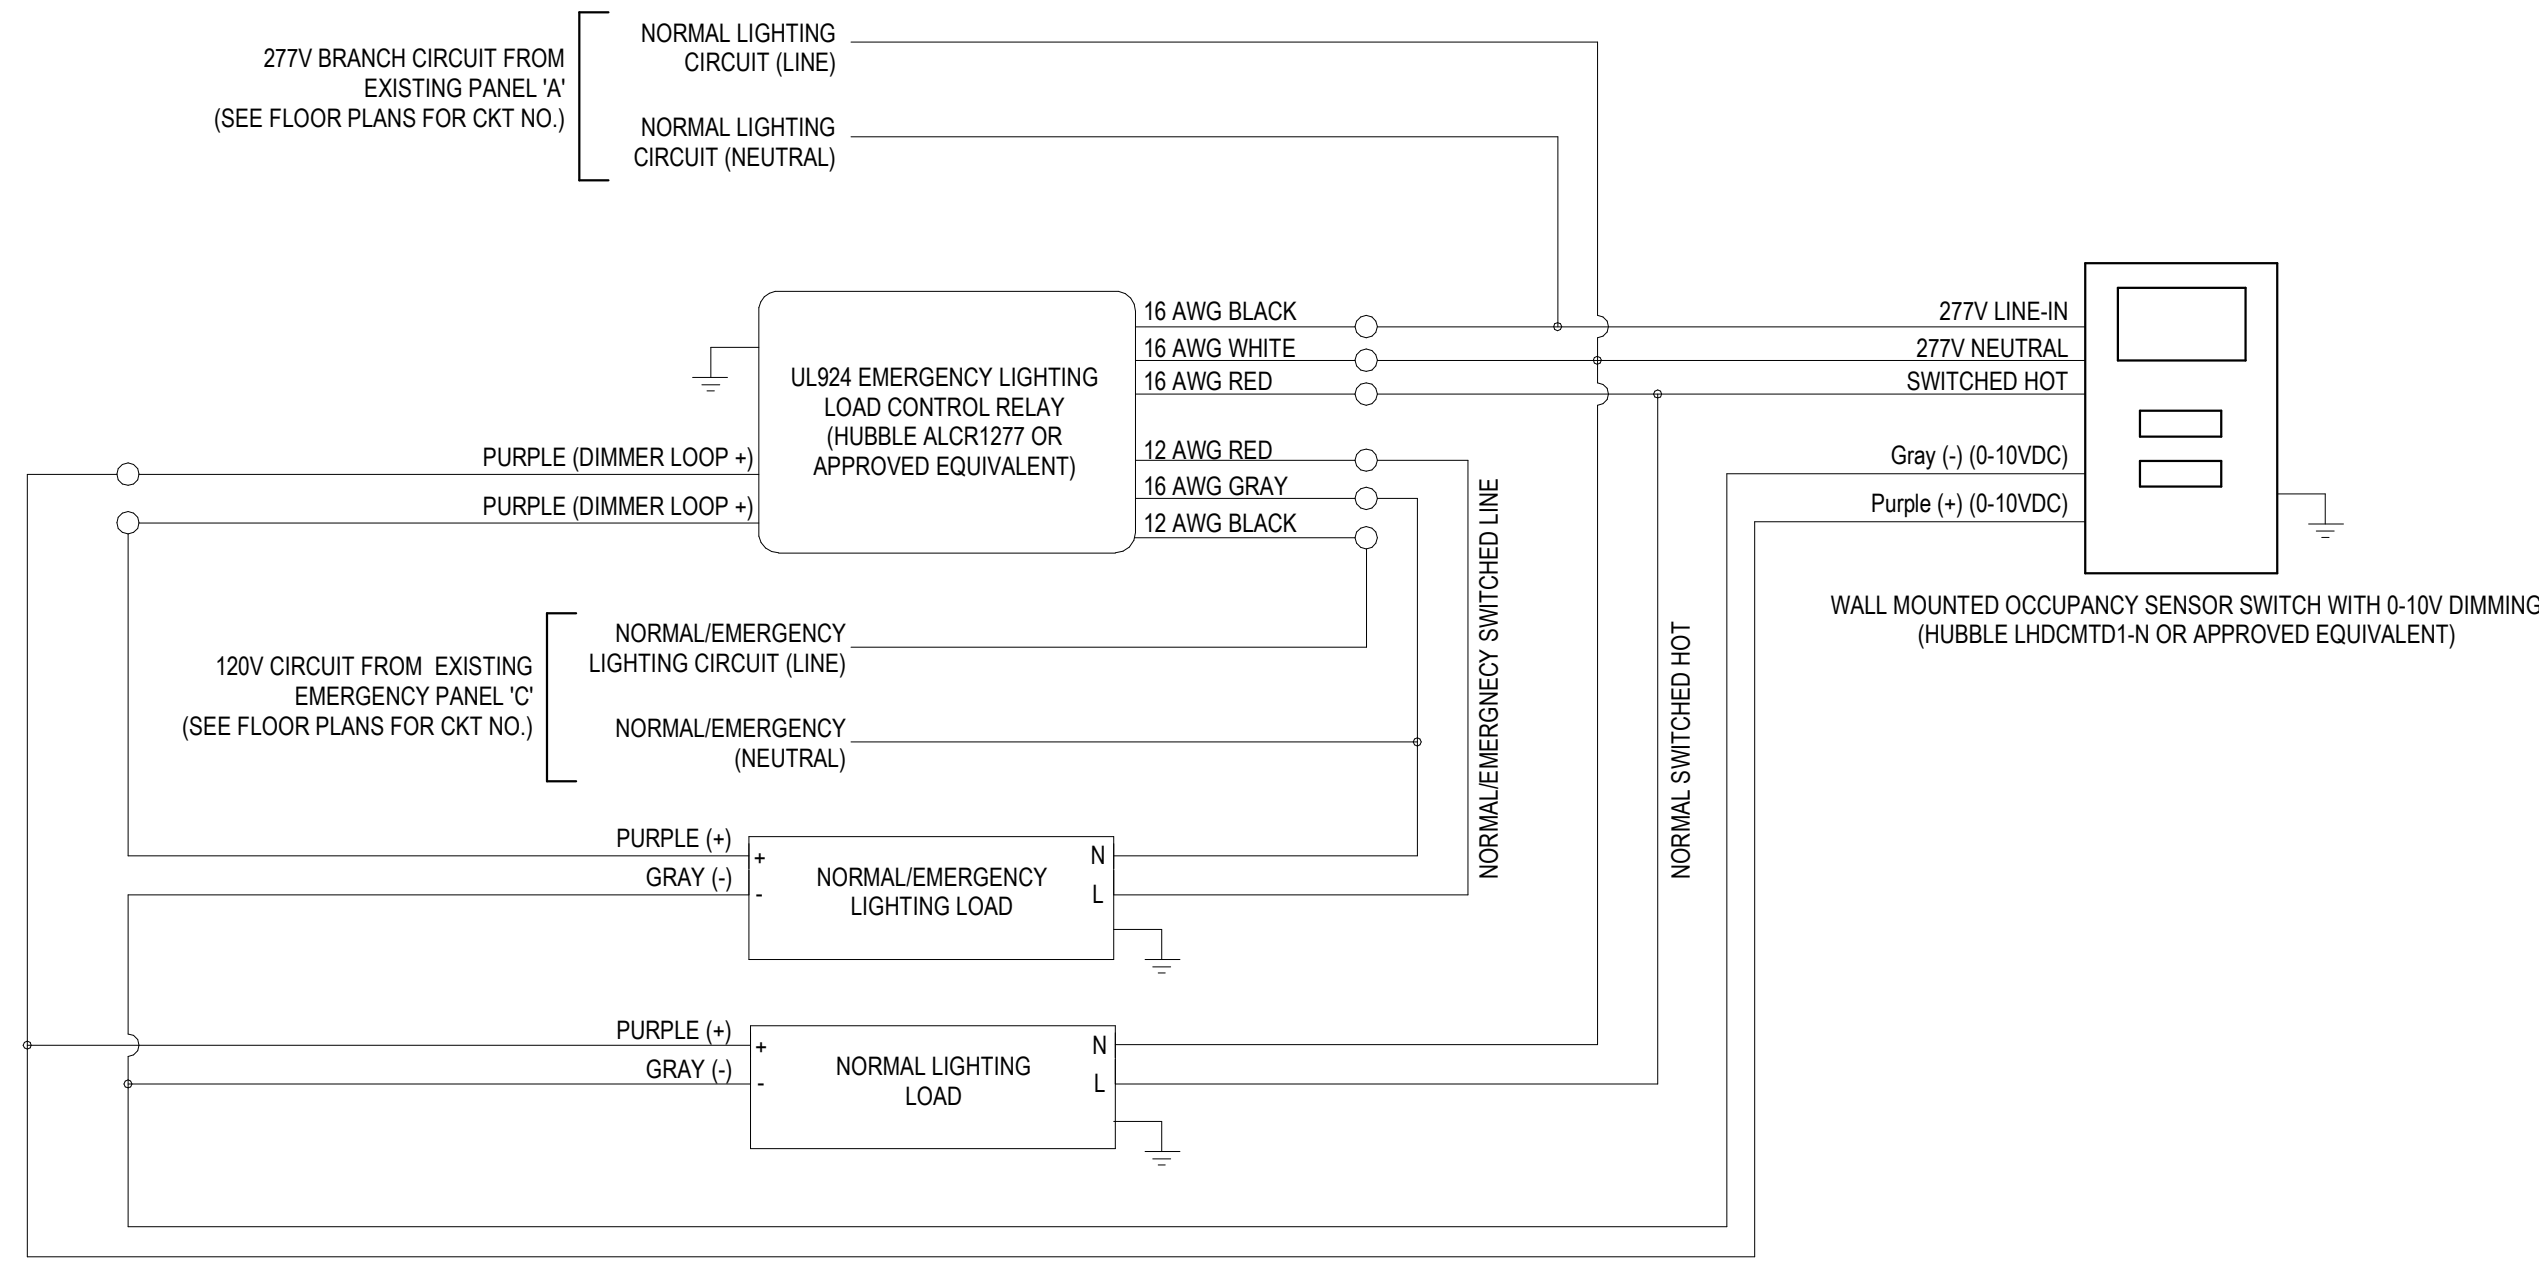 NORMAL LIGHTING
CIRCUIT (LINE)
277V BRANCH CIRCUIT FROM
EXISTING PANEL 'A'
(SEE FLOOR PLANS FOR CKT NO.)
NORMAL LIGHTING
CIRCUIT (NEUTRAL)
16 AWG BLACK
16 AWG WHITE
16 AWG RED
12 AWG RED
16 AWG GRAY
12 AWG BLACK
277V LINE-IN
277V NEUTRAL
SWITCHED HOT
Gray (-) (0-10VDC)
Purple (+) (0-10VDC)
UL924 EMERGENCY LIGHTING
LOAD CONTROL RELAY
(HUBBLE ALCR1277 OR
APPROVED EQUIVALENT)
PURPLE (DIMMER LOOP +)
PURPLE (DIMMER LOOP +)
WALL MOUNTED OCCUPANCY SENSOR SWITCH WITH 0-10V DIMMING
(HUBBLE LHDCMTD1-N OR APPROVED EQUIVALENT)
NORMAL/EMERGENCY
LIGHTING CIRCUIT (LINE)
120V CIRCUIT FROM EXISTING
EMERGENCY PANEL 'C'
(SEE FLOOR PLANS FOR CKT NO.)
NORMAL/EMERGENCY
(NEUTRAL)
NORMAL/EMERGNECY SWITCHED LINE
NORMAL SWITCHED HOT
PURPLE (+)
GRAY (-)
+
-
NORMAL/EMERGENCY
LIGHTING LOAD
N
L
PURPLE (+)
GRAY (-)
+
-
NORMAL LIGHTING
LOAD
N
L